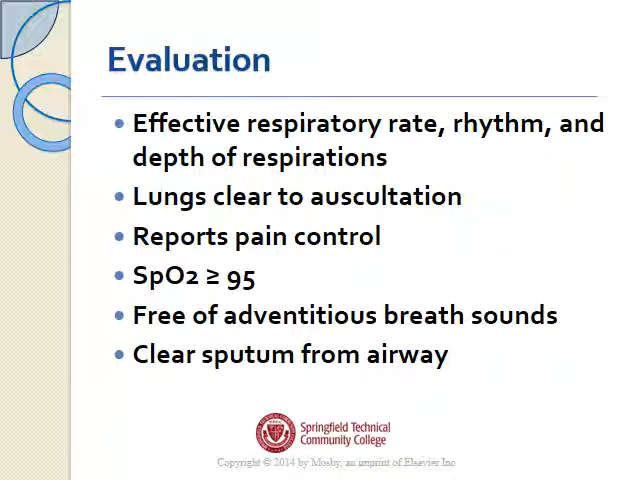 Evaluation
Effective respiratory rate, rhythm, and
depth of respirations
Lungs clear to auscultation
Reports pain control
SpO2 ≥ 95
Free of adventitious breath sounds
Clear sputum from airway
Springfield Technical
Community College
Copyright © 2014 by Mosby, an imprint of Elsevier Inc